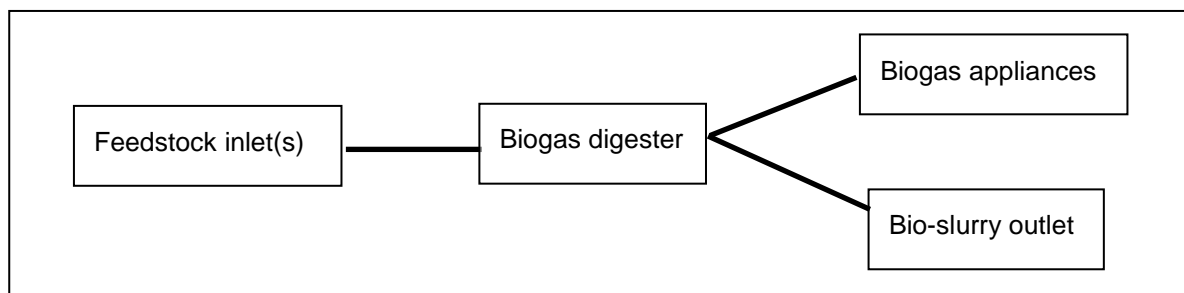 Feedstock inlet(s)
Biogas digester
Biogas appliances
Bio-slurry outlet